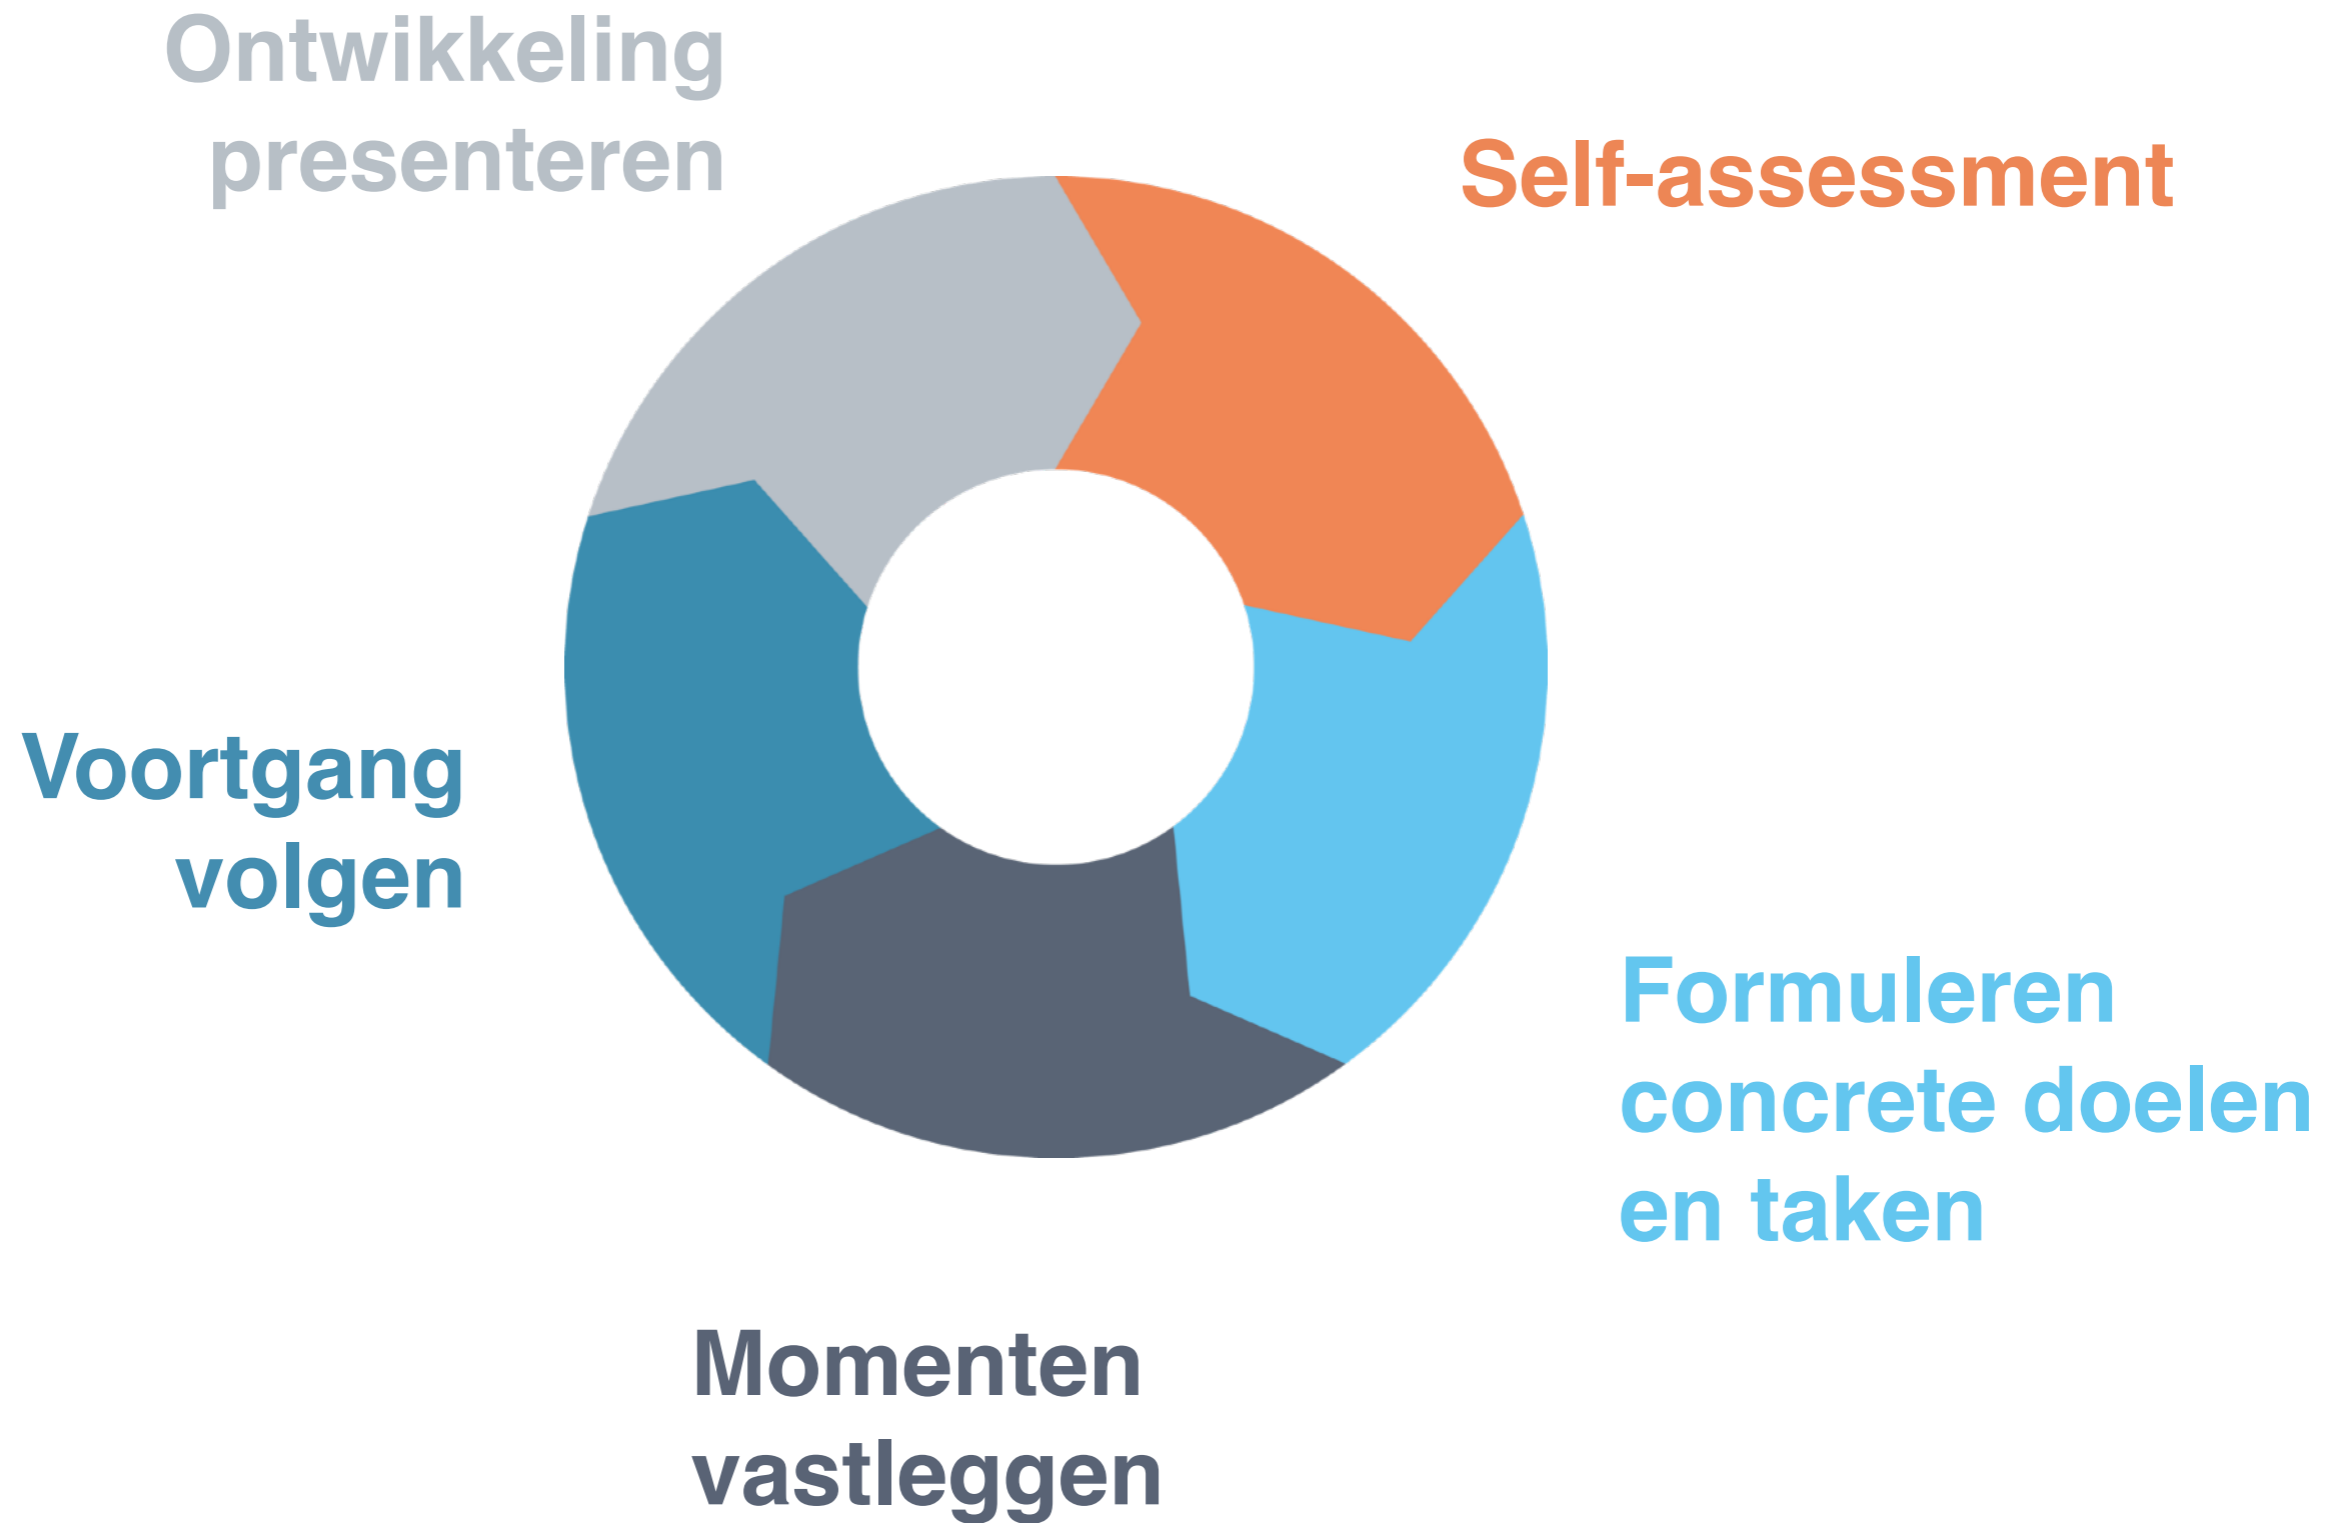 Ontwikkeling
presenteren
Self-assessment
Voortgang
volgen
Formuleren
concrete doelen
en taken
Momenten
vastleggen